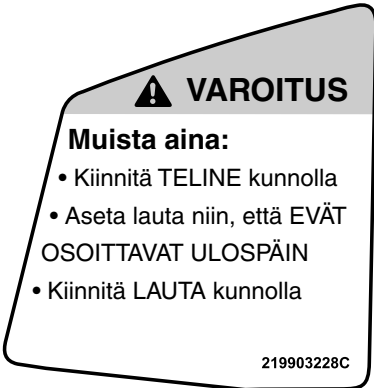 VAROITUS
Muista aina:
• Kiinnitä TELINE kunnolla
• Aseta lauta niin, että EVÄT
OSOITTAVAT ULOSPÄIN
• Kiinnitä LAUTA kunnolla
219903228C